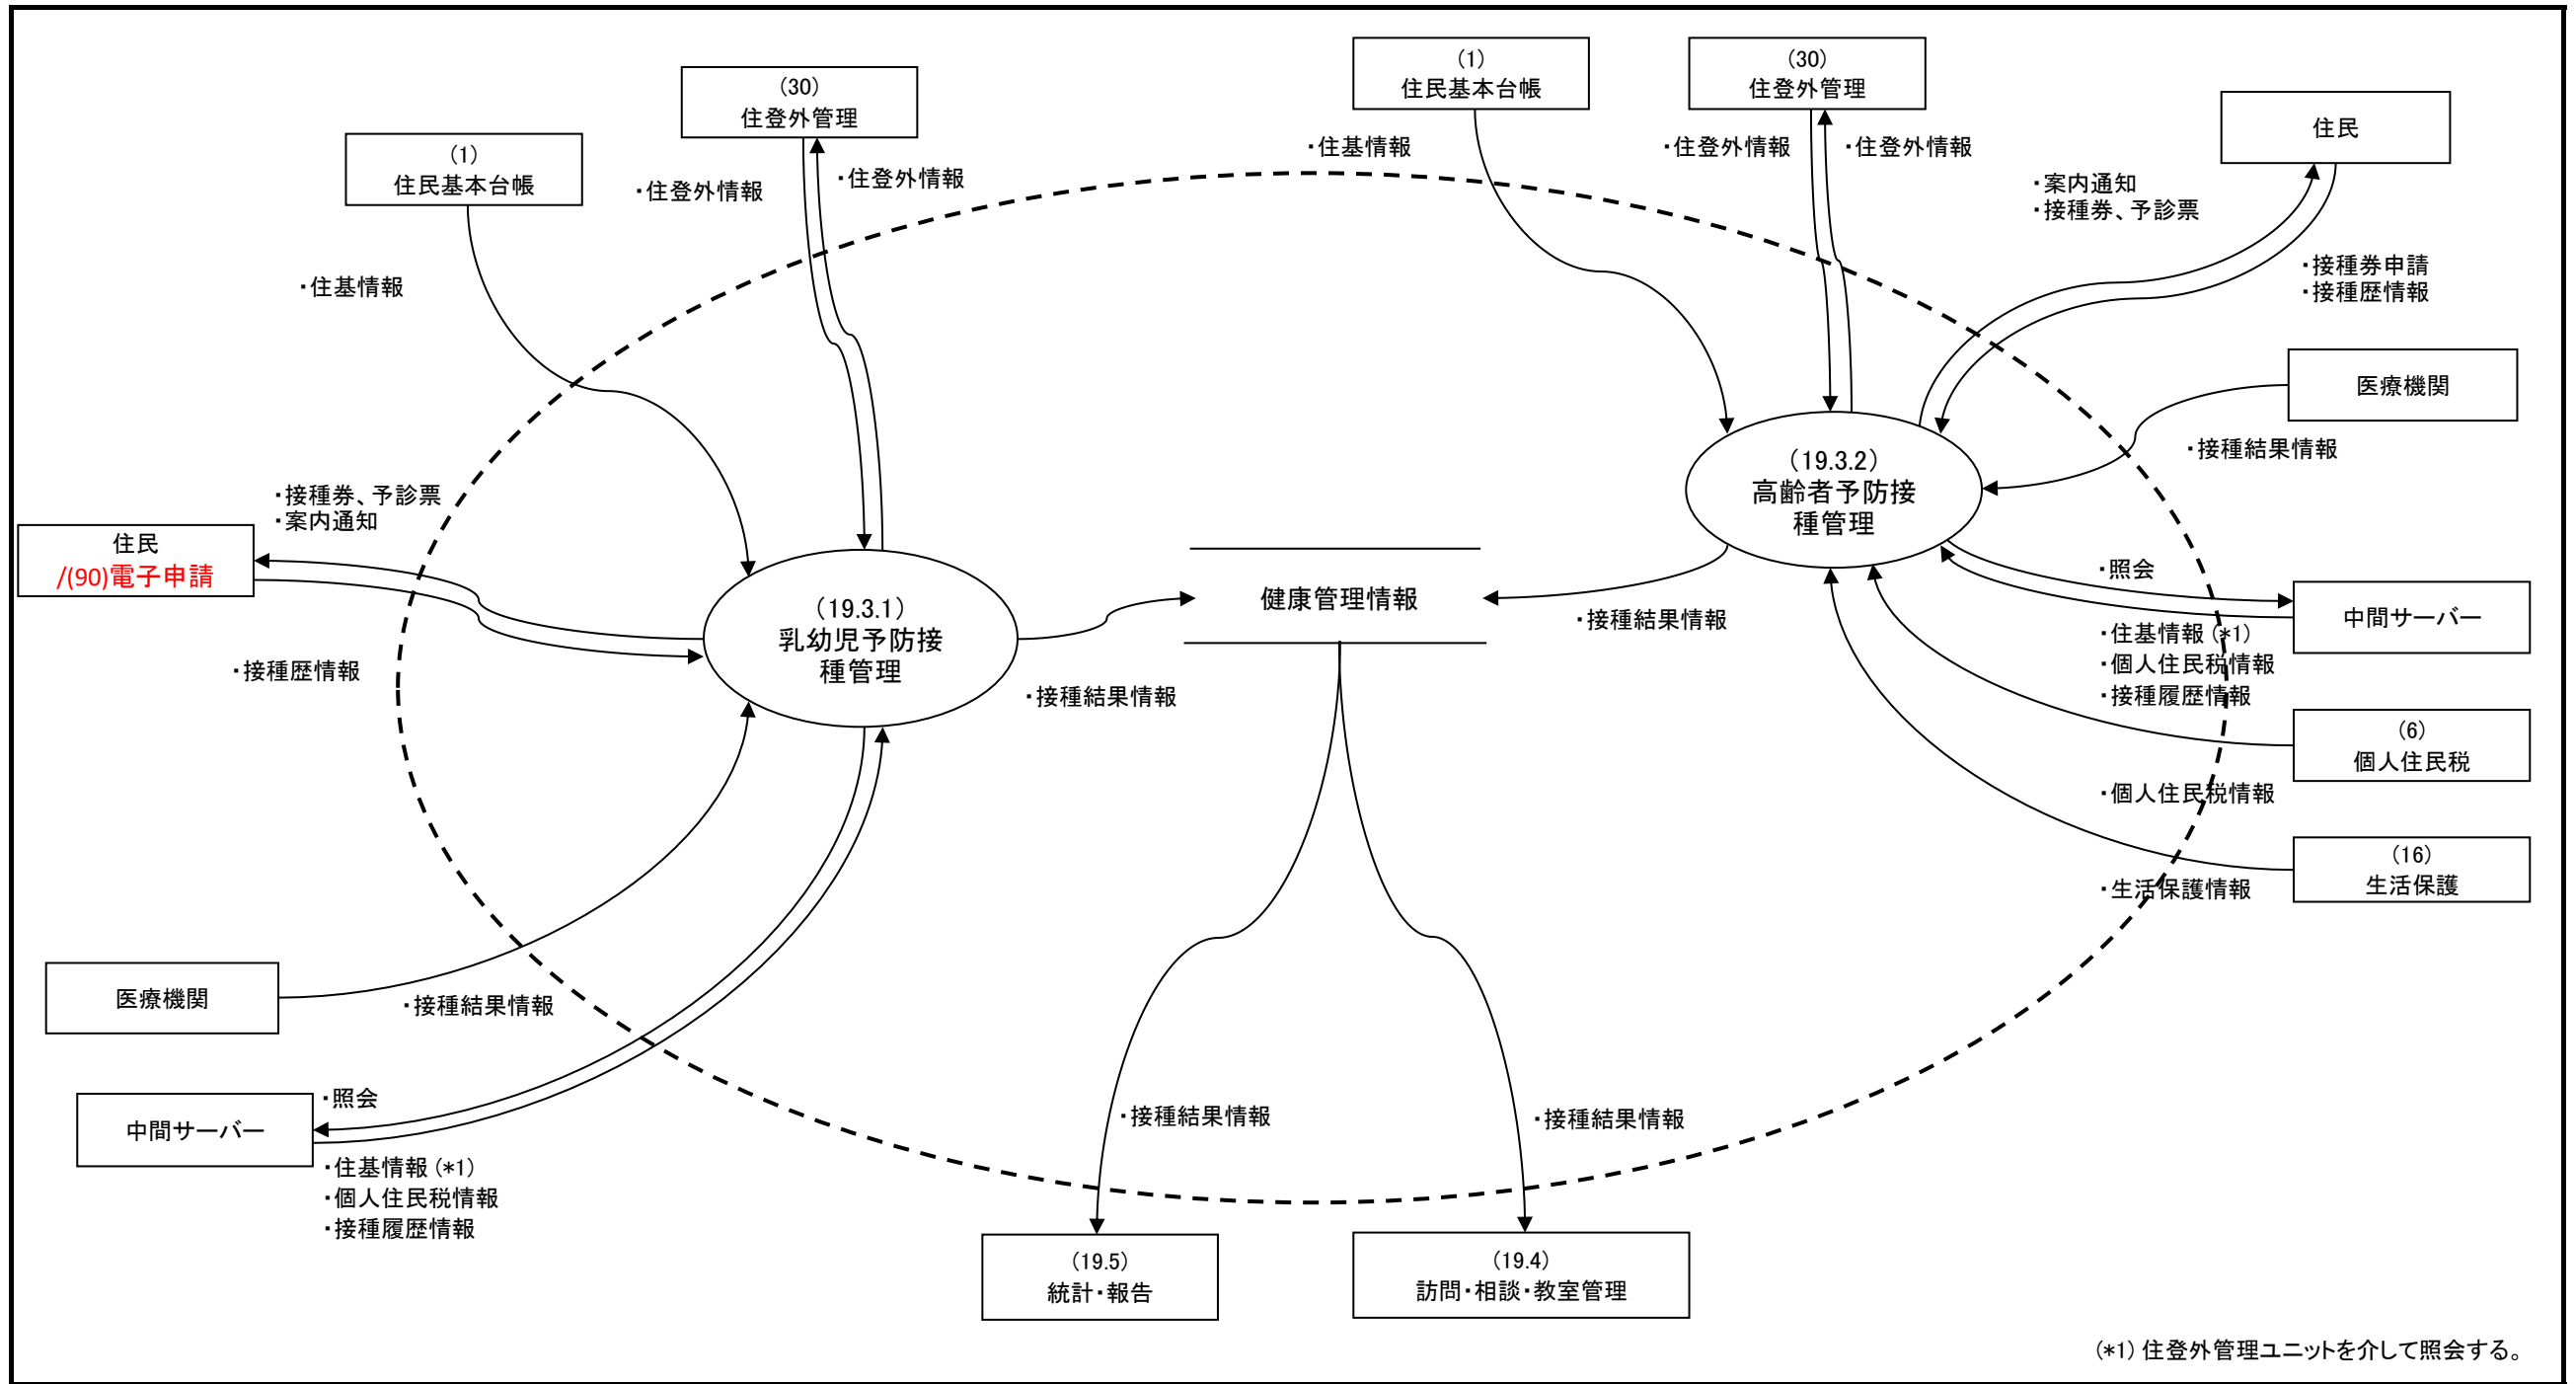 (1)
住民基本台帳
(30)
住登外管理
(1)
住民基本台帳
(30)
住登外管理
住民
・住基情報
・住登外情報
・住登外情報
・住基情報
・住登外情報
・住登外情報
・案内通知
・接種券、予診票
・接種券申請
・接種歴情報
医療機関
・接種結果情報
・接種券、予診票
・案内通知
住民
/(90)電子申請
・接種歴情報
(19.3.1)
乳幼児予防接
種管理
・接種結果情報
健康管理情報
・接種結果情報
(19.3.2)
高齢者予防接
種管理
・照会
中間サーバー
・住基情報(*1)
・個人住民税情報
・接種履歴情報
(6)
個人住民税
・個人住民税情報
(16)
生活保護
・生活保護情報
医療機関
・接種結果情報
・照会
中間サーバー
・住基情報(*1)
・個人住民税情報
・接種履歴情報
・接種結果情報
・接種結果情報
(19.5)
統計・報告
(19.4)
訪問・相談・教室管理
(*1)住登外管理ユニットを介して照会する。